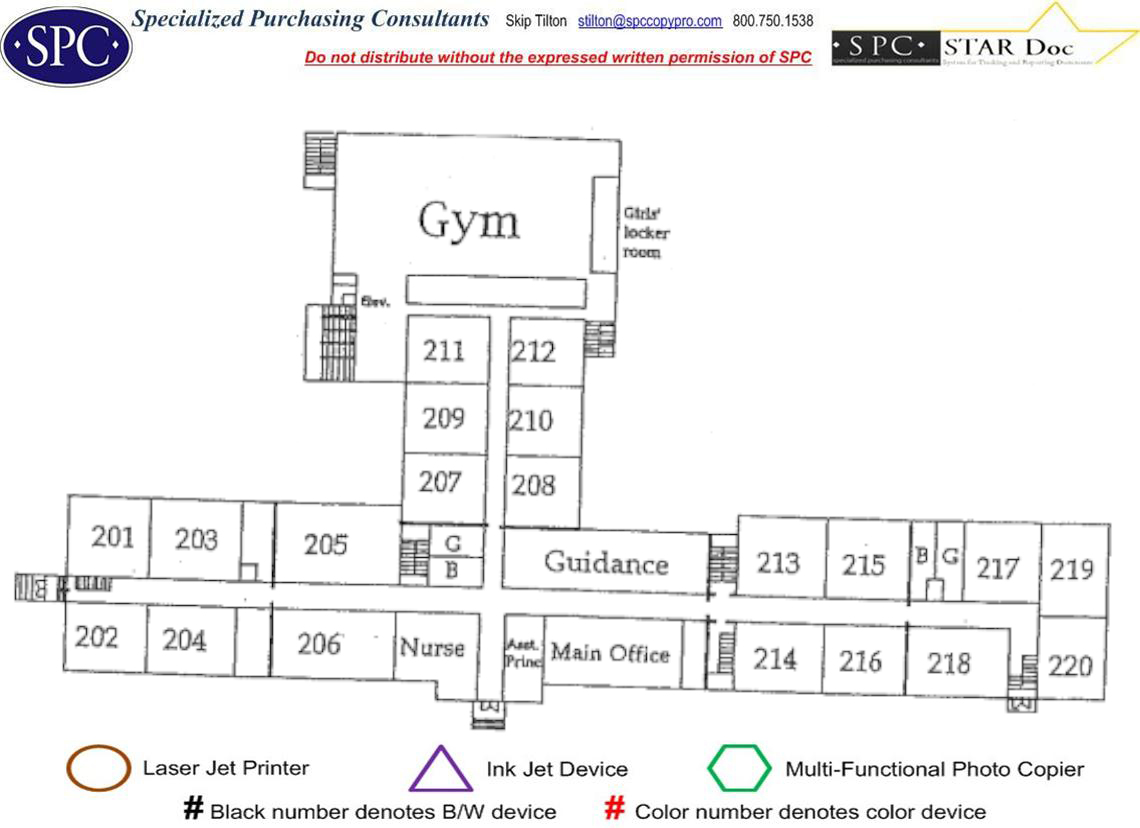 Specialized Purchasing Consultants Skip Tilton stilton@spccopypro.com 800.750.1538
·SPC·
Do not distribute without the expressed written permission of SPC
·SPC· STAR Doc
specialized purchasing consultants System for Tracking and Reporting Documents
Gym
Girls'
locker
room
Elev.
211 212
209 210
207 208
201 203 205 G Guidance 213 215 B G 217 219
B
202 204 206 Nurse Asst. Main Office 214 216 218 220
Princ
Laser Jet Printer Ink Jet Device Multi-Functional Photo Copier
# Black number denotes B/W device # Color number denotes color device